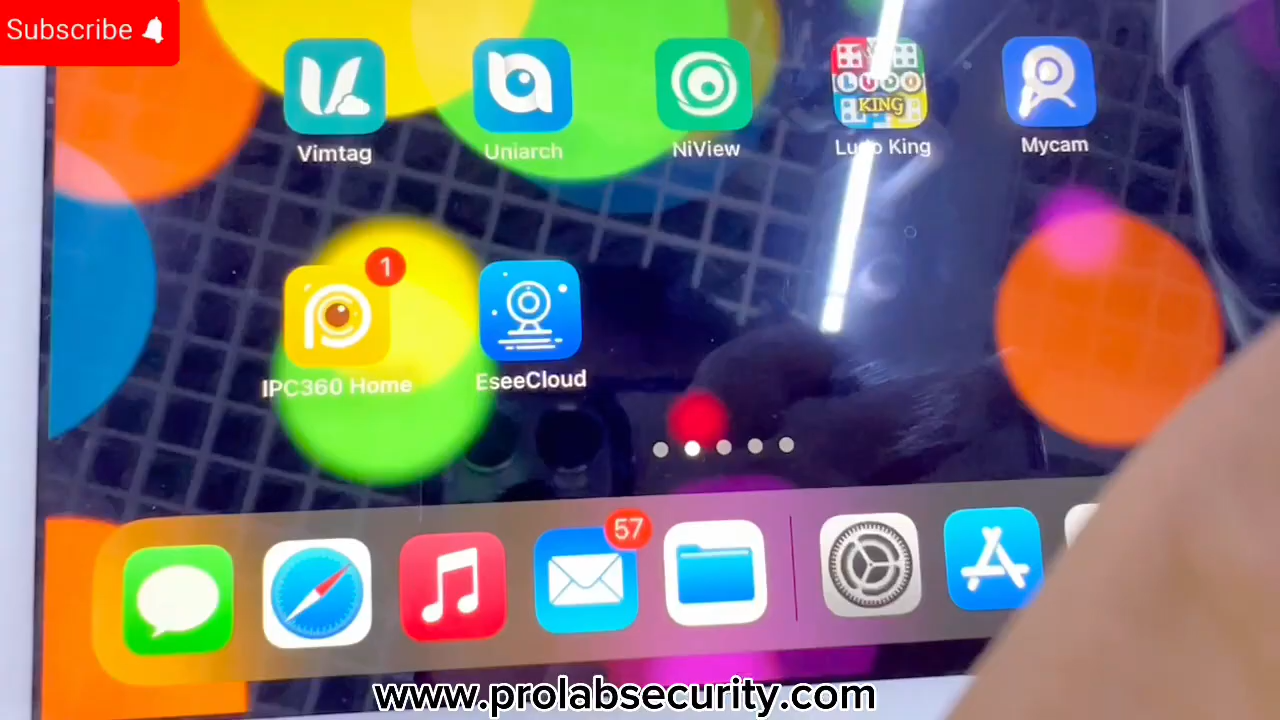 Subscribe
Vimtag
Uniarch
NiView
LUDO
KING
Ludo King
Mycam
1
IPC360 Home
EseeCloud
57
www.prolabsecurity.com